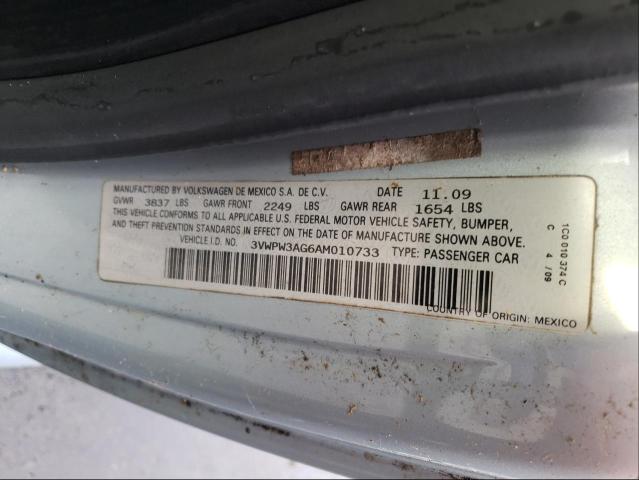 MANUFACTURED BY VOLKSWAGEN DE MEXICO S.A. DE C.V. DATE 11.09
GVWR 3837 LBS GAWR FRONT 2249 LBS GAWR REAR 1654 LBS
THIS VEHICLE CONFORMS TO ALL APPLICABLE U.S. FEDERAL MOTOR VEHICLE SAFETY, BUMPER,
AND THEFT PREVENTION STANDARDS IN EFFECT ON THE DATE OF MANUFACTURE SHOWN ABOVE.
VEHICLE I.D. NO. 3VWPW3AG6AM010733 TYPE: PASSENGER CAR
COUNTRY OF ORIGIN: MEXICO
1C0 010 374 C
C 4 / 09